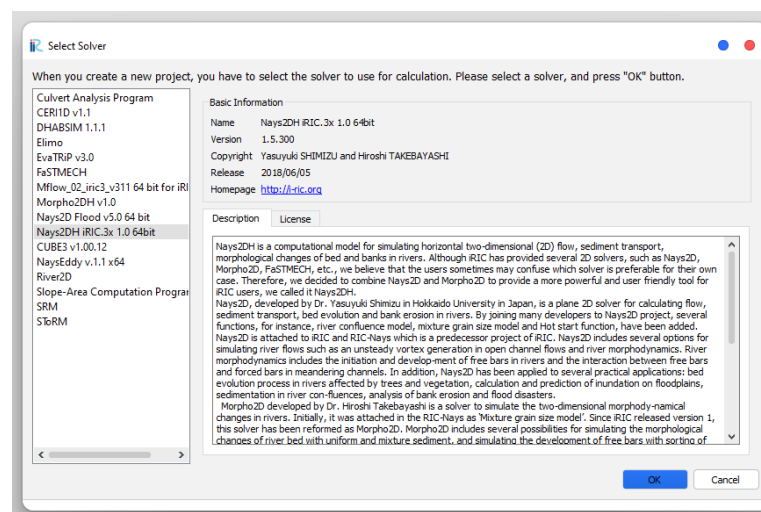 iRIC Select Solver
When you create a new project, you have to select the solver to use for calculation. Please select a solver, and press "OK" button.
Culvert Analysis Program
CERI1D v1.1
DHABSIM 1.1.1
Elimo
EvaTRiP v3.0
FaSTMECH
Mflow_02_iric3_v311 64 bit for iRI
Morpho2DH v1.0
Nays2D Flood v5.0 64 bit
Nays2DH iRIC.3x 1.0 64bit
CUBE3 v1.00.12
NaysEddy v.1.1 x64
River2D
Slope-Area Computation Program
SRM
SToRM
Basic Information
Name Nays2DH iRIC.3x 1.0 64bit
Version 1.5.300
Copyright Yasuyuki SHIMIZU and Hiroshi TAKEBAYASHI
Release 2018/06/05
Homepage http://i-ric.org
Description License
Nays2DH is a computational model for simulating horizontal two-dimensional (2D) flow, sediment transport,
morphological changes of bed and banks in rivers. Although iRIC has provided several 2D solvers, such as Nays2D,
Morpho2D, FaSTMECH, etc., we believe that the users sometimes may confuse which solver is preferable for their own
case. Therefore, we decided to combine Nays2D and Morpho2D to provide a more powerful and user friendly tool for
iRIC users, we called it Nays2DH.
Nays2D, developed by Dr. Yasuyuki Shimizu in Hokkaido University in Japan, is a plane 2D solver for calculating flow,
sediment transport, bed evolution and bank erosion in rivers. By joining many developers to Nays2D project, several
functions, for instance, river confluence model, mixture grain size model and Hot start function, have been added.
Nays2D is attached to iRIC and RIC-Nays which is a predecessor project of iRIC. Nays2D includes several options for
simulating river flows such as an unsteady vortex generation in open channel flows and river morphodynamics. River
morphodynamics includes the initiation and develop-ment of free bars in rivers and the interaction between free bars
and forced bars in meandering channels. In addition, Nays2D has been applied to several practical applications: bed
evolution process in rivers affected by trees and vegetation, calculation and prediction of inundation on floodplains,
sedimentation in river con-fluences, analysis of bank erosion and flood disasters.
Morpho2D developed by Dr. Hiroshi Takebayashi is a solver to simulate the two-dimensional morphody-namical
changes in rivers. Initially, it was attached in the RIC-Nays as 'Mixture grain size model'. Since iRIC released version 1,
this solver has been reformed as Morpho2D. Morpho2D includes several possibilities for simulating the morphological
changes of river bed with uniform and mixture sediment, and simulating the development of free bars with sorting of
OK Cancel